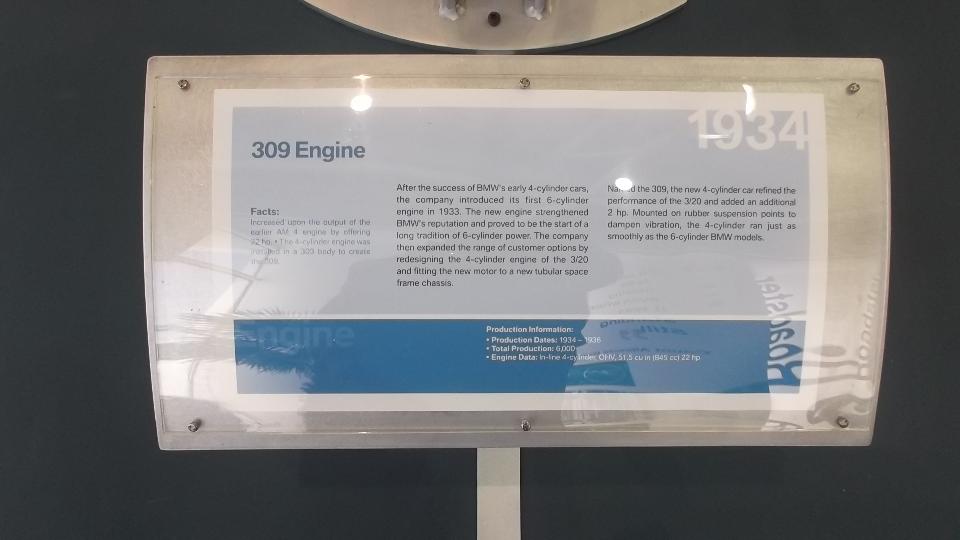 1934
309 Engine
Facts:
Increased upon the output of the
earlier AM 4 engine by offering
22 hp. • The 4-cylinder engine was
installed in a 303 body to create
the 309.
After the success of BMW's early 4-cylinder cars,
the company introduced its first 6-cylinder
engine in 1933. The new engine strengthened
BMW's reputation and proved to be the start of a
long tradition of 6-cylinder power. The company
then expanded the range of customer options by
redesigning the 4-cylinder engine of the 3/20
and fitting the new motor to a new tubular space
frame chassis.
Named the 309, the new 4-cylinder car refined the
performance of the 3/20 and added an additional
2 hp. Mounted on rubber suspension points to
dampen vibration, the 4-cylinder ran just as
smoothly as the 6-cylinder BMW models.
Engine
Production Information:
• Production Dates: 1934 – 1936
• Total Production: 6,000
• Engine Data: In-line 4-cylinder, OHV, 51.5 cu in (845 cc) 22 hp
Roadster